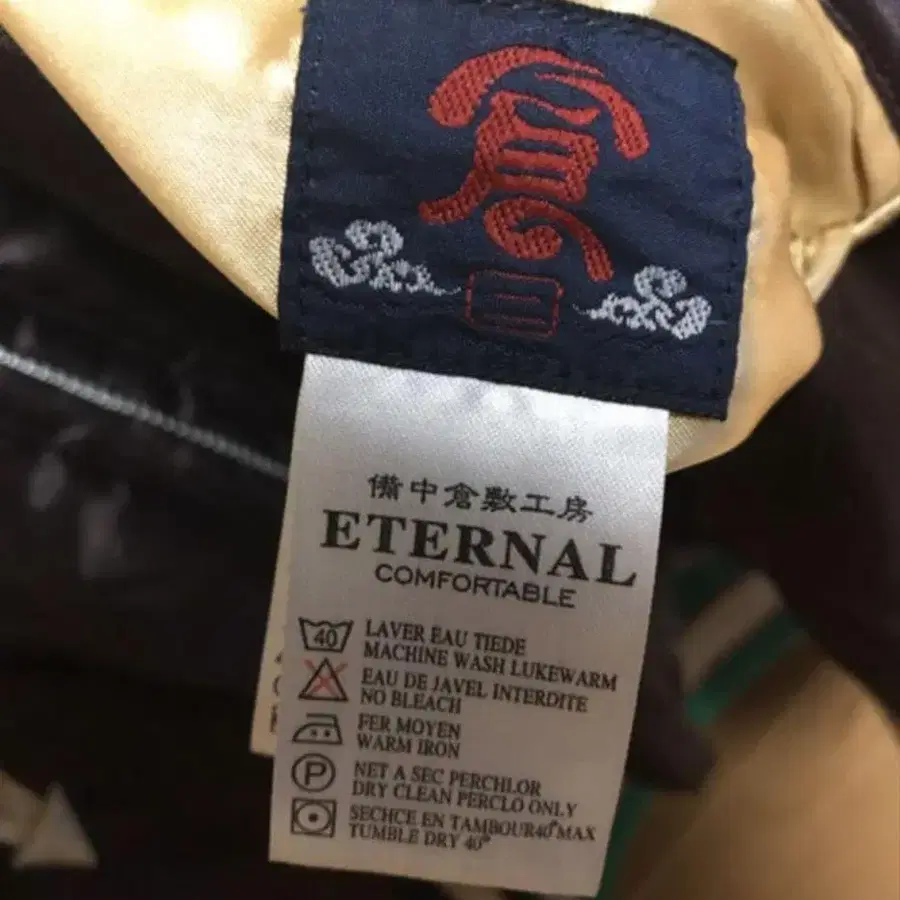 備中倉敷工房
ETERNAL
COMFORTABLE
40
LAVER EAU TIEDE
MACHINE WASH LUKEWARM
EAU DE JAVEL INTERDITE
NO BLEACH
FER MOYEN
WARM IRON
P
NET A SEC PERCHLOR
DRY CLEAN PERCLO ONLY
SECHCE EN TAMBOUR40°MAX
TUMBLE DRY 40°